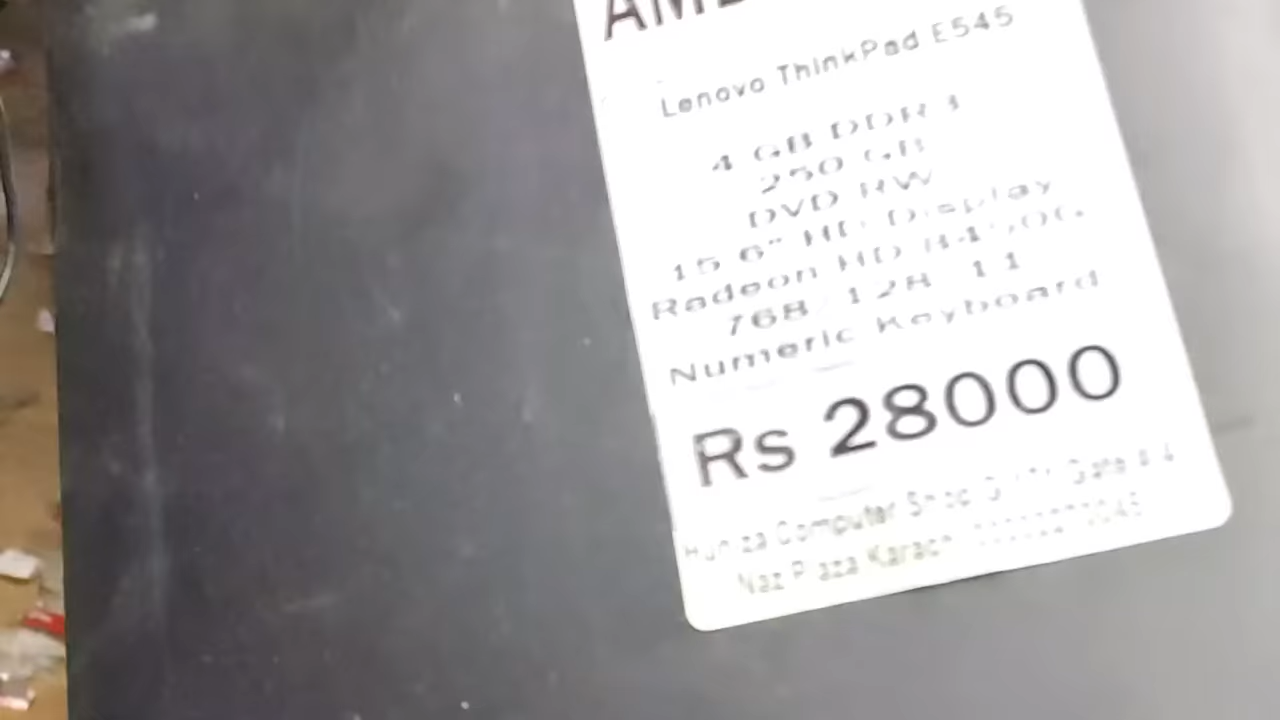 Lenovo ThinkPad E545
4 GB DDR 3
250 GB
DVD RW
15.6" HD Display
Radeon HD
768
Numeric Keyboard
Rs 28000
Computer Shop
Naz Plaza Karachi